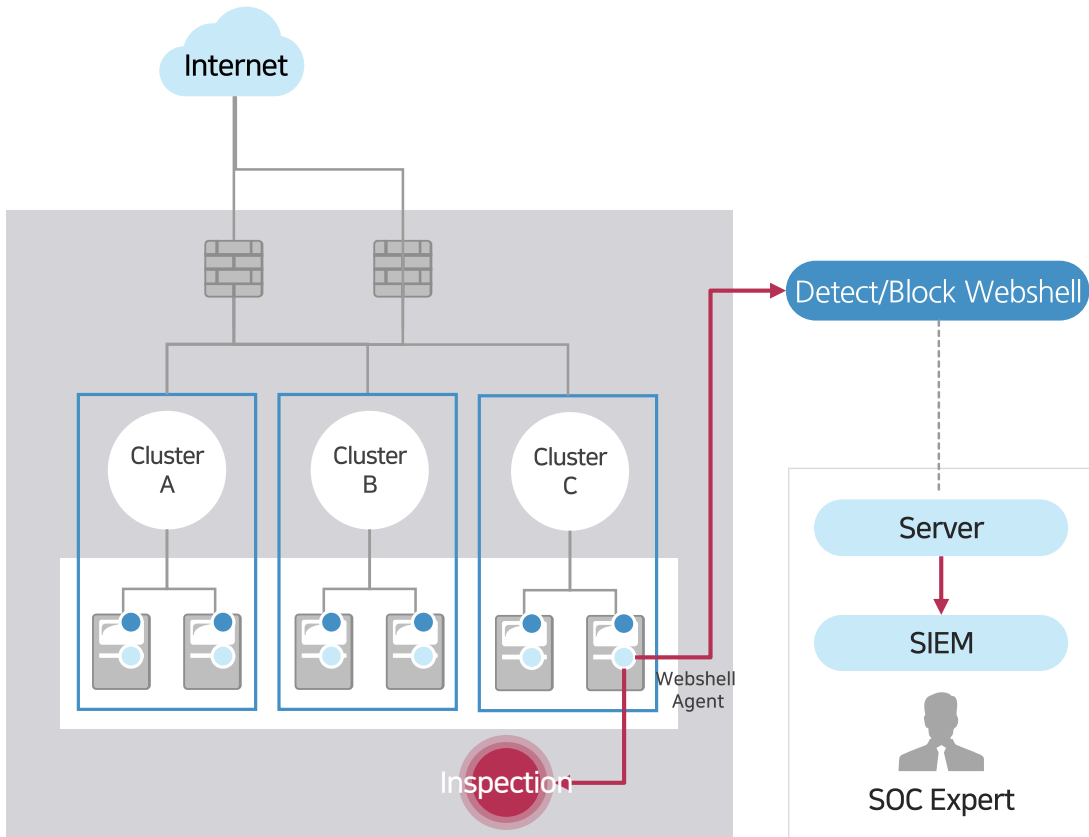 Internet
Detect/Block Webshell
Cluster
A
Cluster
B
Cluster
C
Server
SIEM
Webshell
Agent
Inspection
SOC Expert